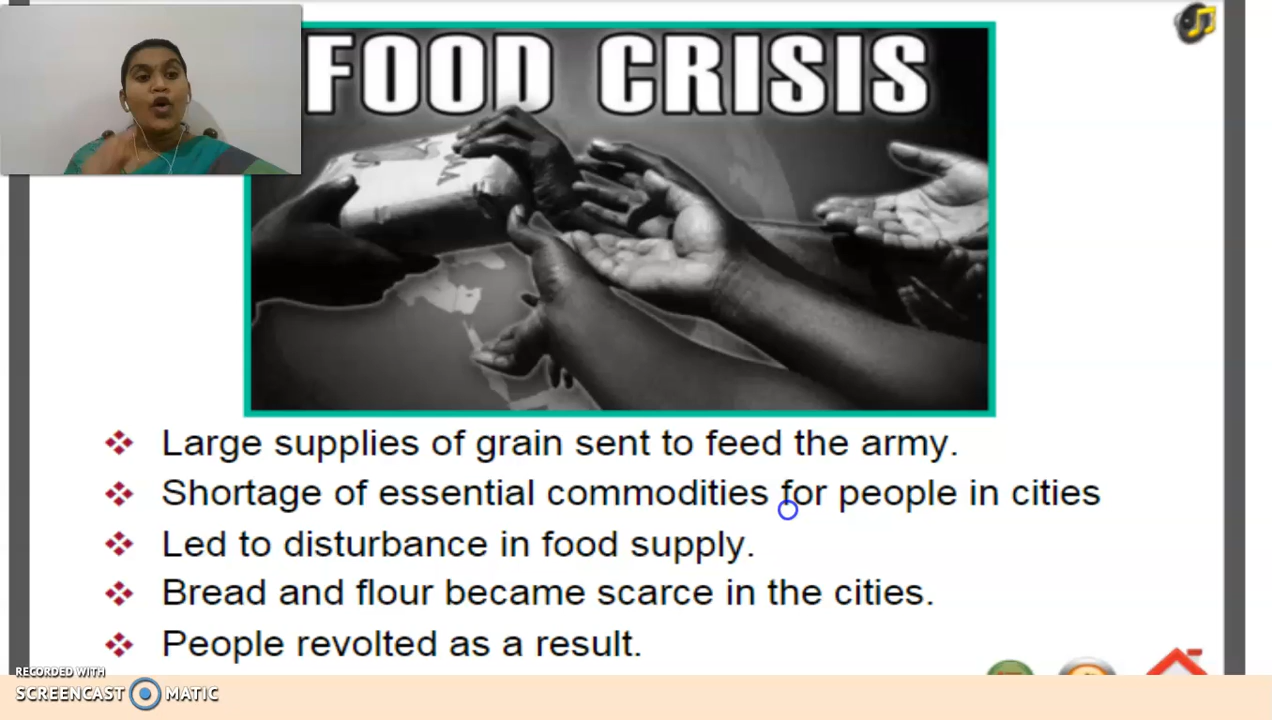 FOOD CRISIS
Large supplies of grain sent to feed the army.
Shortage of essential commodities for people in cities
Led to disturbance in food supply.
Bread and flour became scarce in the cities.
People revolted as a result.
RECORDED WITH
SCREENCAST MATIC